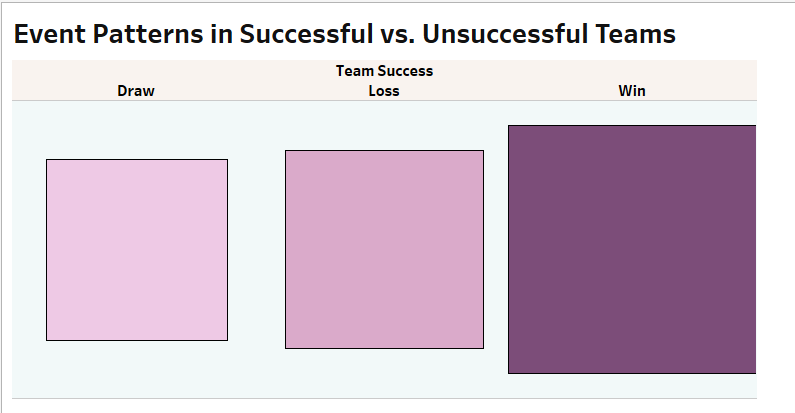 Event Patterns in Successful vs. Unsuccessful Teams
Team Success
Draw Loss Win